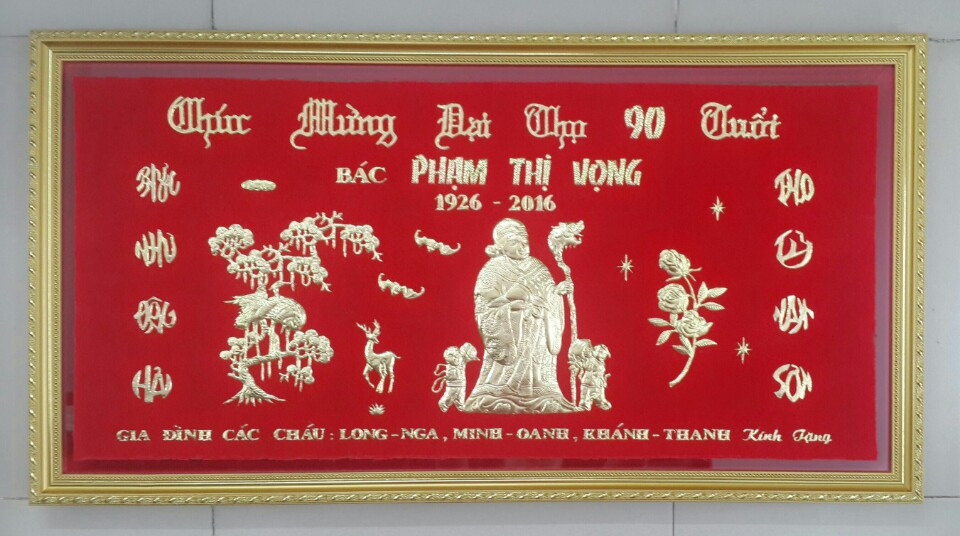 Chúc Mừng Đại Thọ 90 Tuổi
BÁC PHẠM THỊ VỌNG
1926 - 2016
PHÚC
NHƯ
ĐÔNG
HẢI
THỌ
TỶ
NAM
SƠN
GIA ĐÌNH CÁC CHÁU : LONG - NGA , MINH - OANH , KHÁNH - THANH Kính Tặng